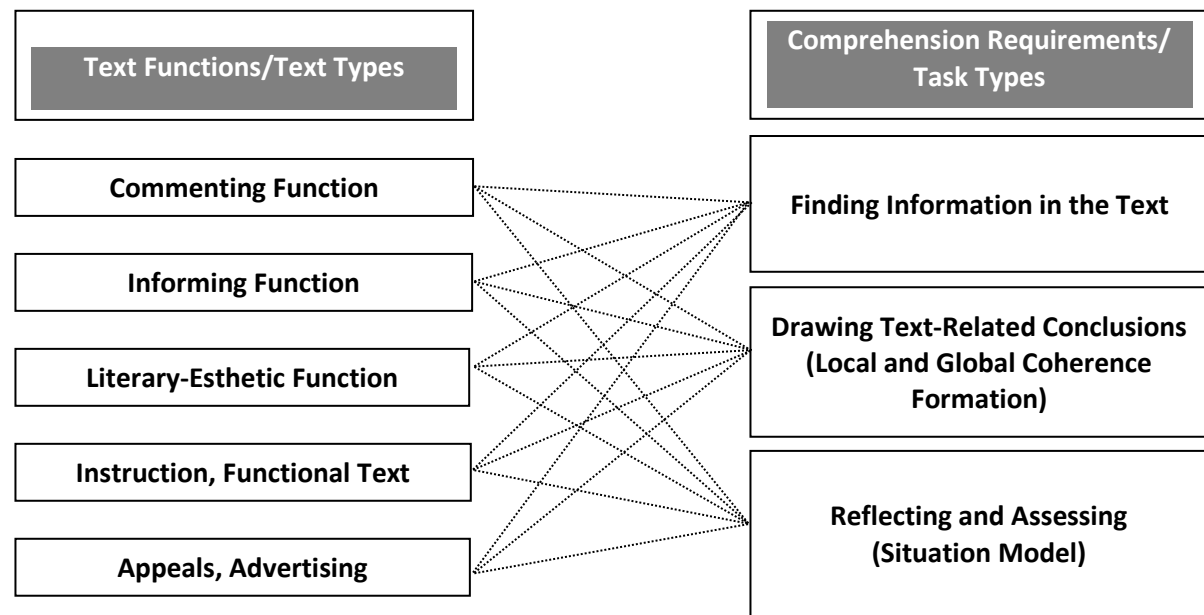 Text Functions/Text Types
Commenting Function
Informing Function
Literary-Esthetic Function
Instruction, Functional Text
Appeals, Advertising
Comprehension Requirements/
Task Types
Finding Information in the Text
Drawing Text-Related Conclusions
(Local and Global Coherence
Formation)
Reflecting and Assessing
(Situation Model)